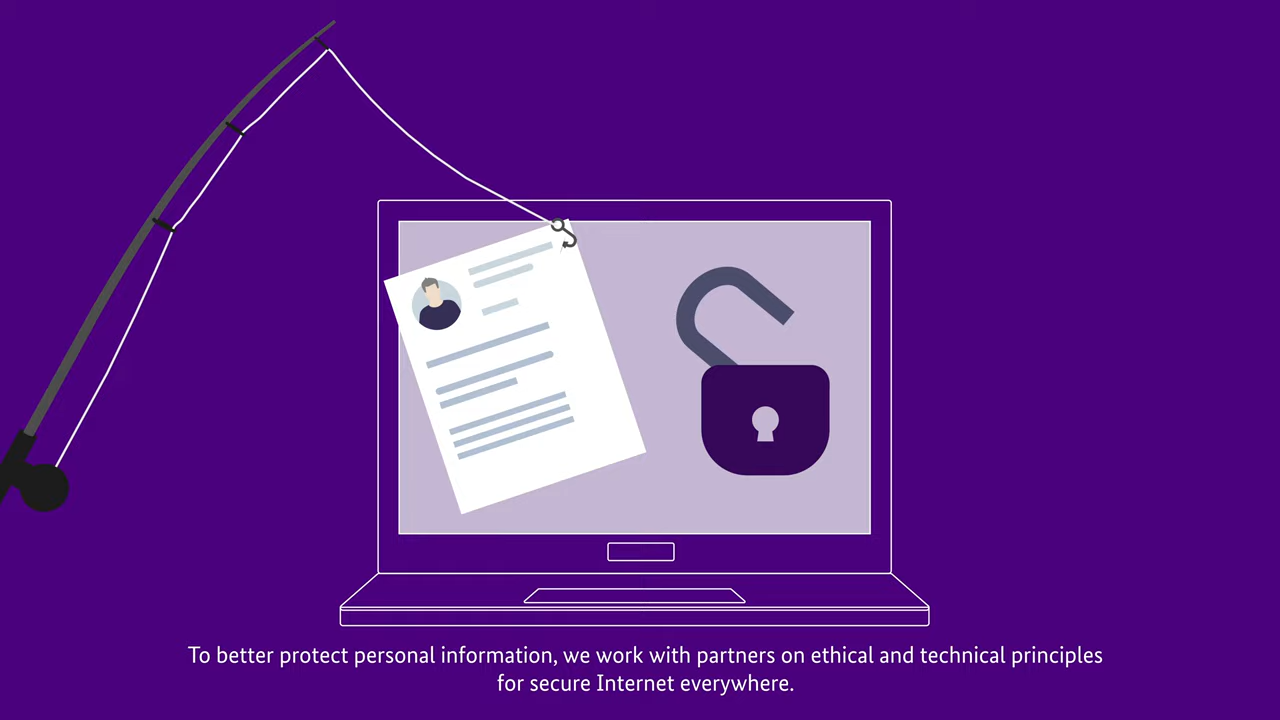 To better protect personal information, we work with partners on ethical and technical principles
for secure Internet everywhere.